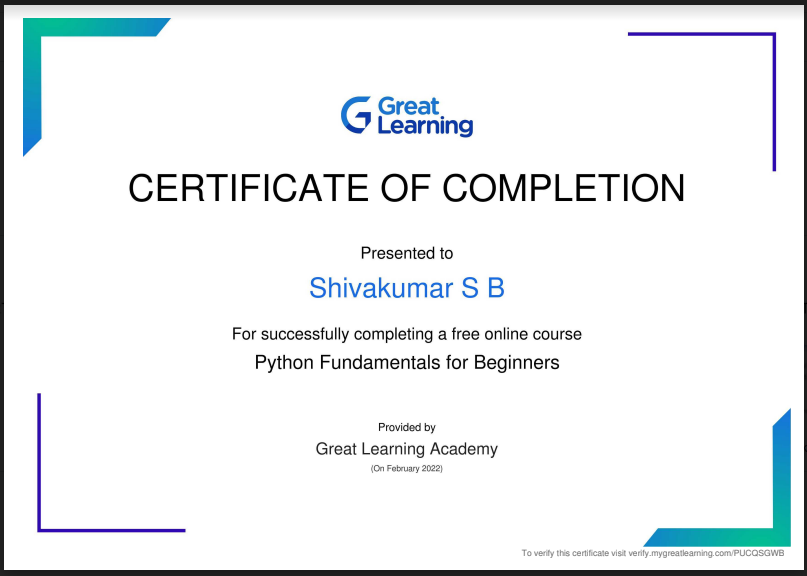 Great
Learning
CERTIFICATE OF COMPLETION
Presented to
Shivakumar S B
For successfully completing a free online course
Python Fundamentals for Beginners
Provided by
Great Learning Academy
(On February 2022)
To verify this certificate visit verify.mygreatlearning.com/PUCQSGWB